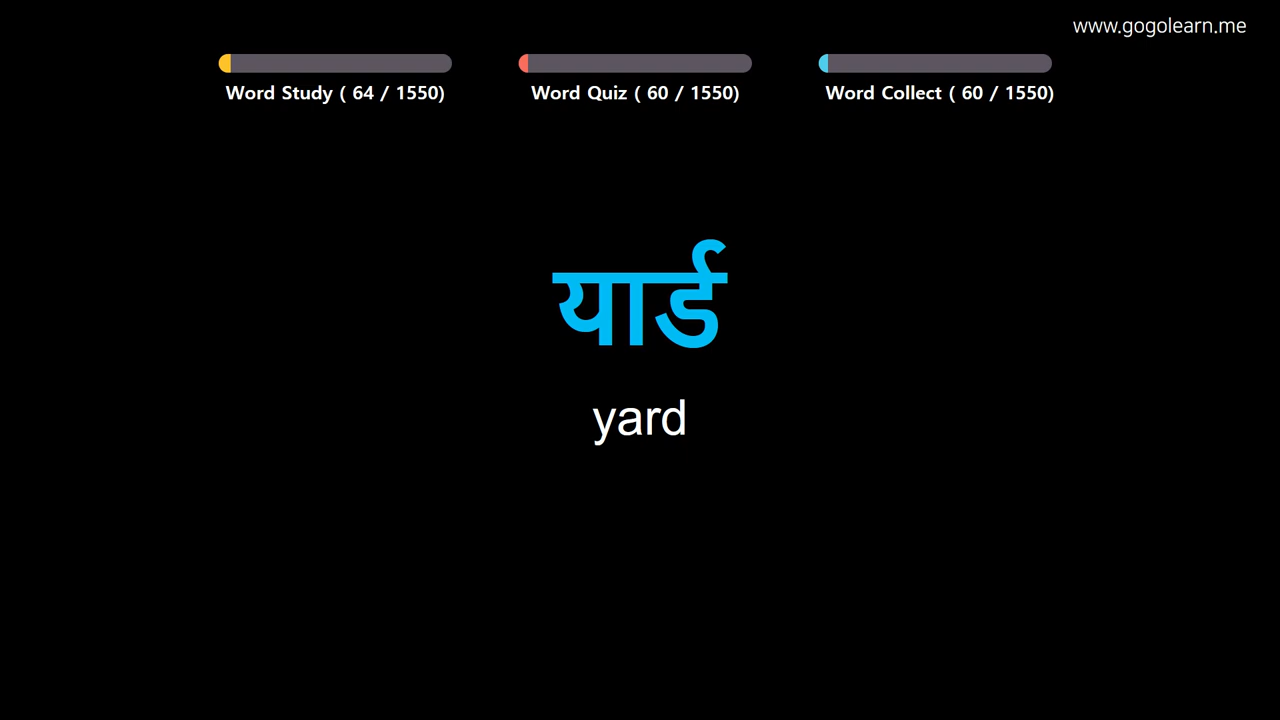 www.gogolearn.me
Word Study ( 64 / 1550)
Word Quiz ( 60 / 1550)
Word Collect ( 60 / 1550)
यार्ड
yard